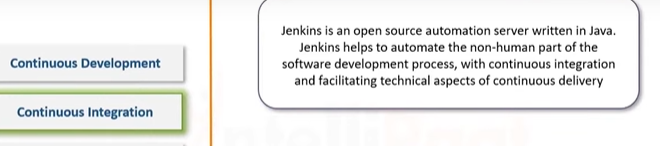 Jenkins is an open source automation server written in Java.
Jenkins helps to automate the non-human part of the
software development process, with continuous integration
and facilitating technical aspects of continuous delivery
Continuous Development
Continuous Integration